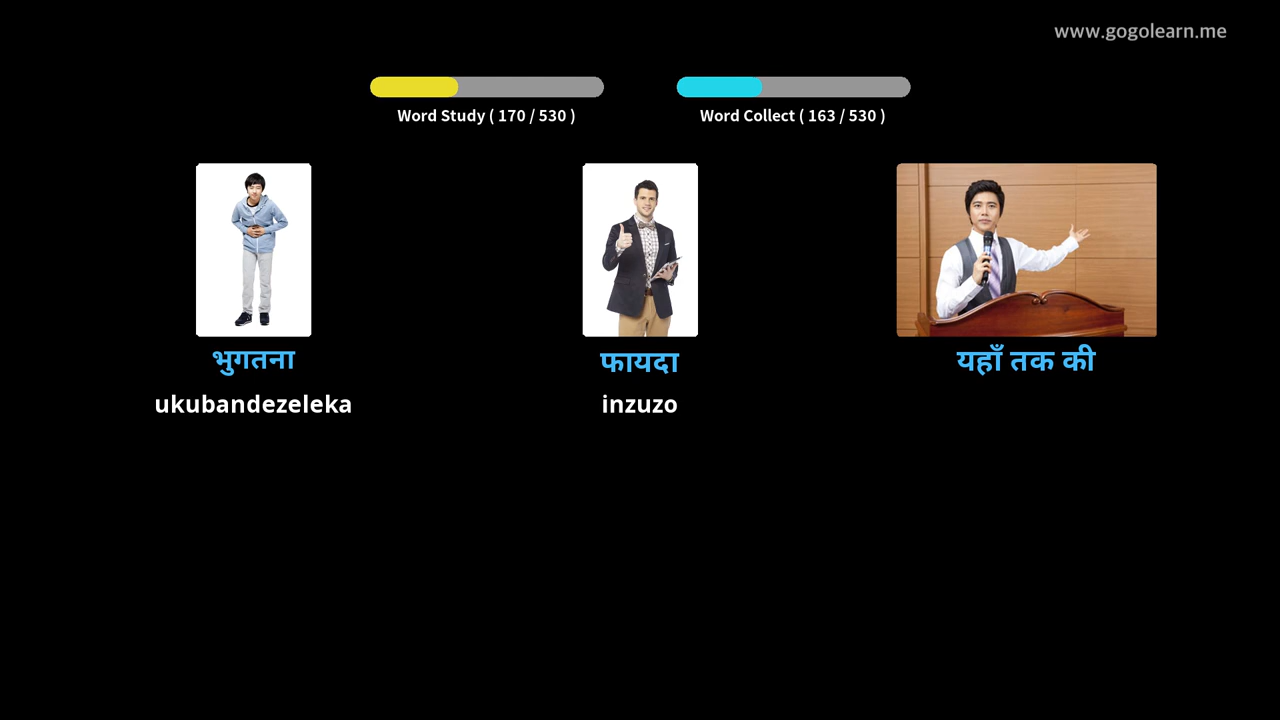 www.gogolearn.me
Word Study ( 170 / 530 )
Word Collect ( 163 / 530 )
भुगतना
फायदा
यहाँ तक की
ukubandezeleka
inzuzo